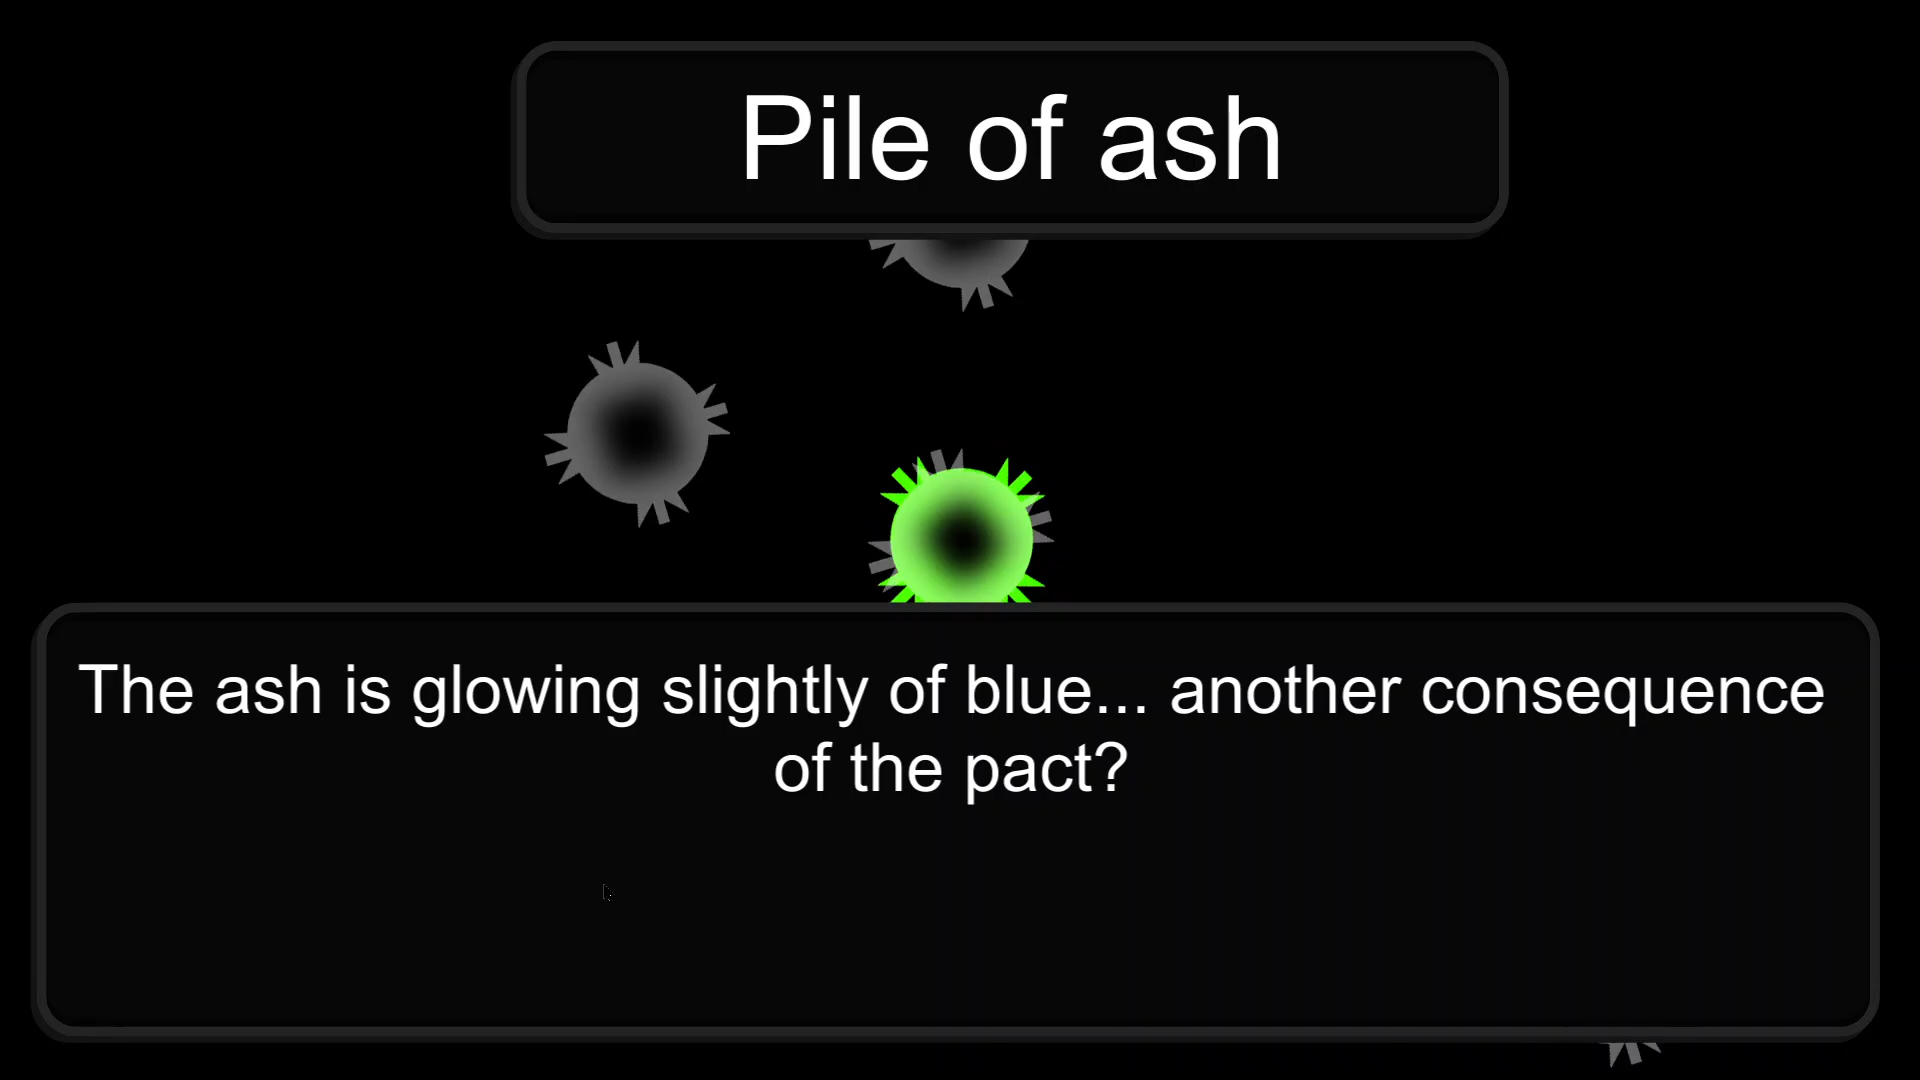 Pile of ash
The ash is glowing slightly of blue... another consequence
of the pact?